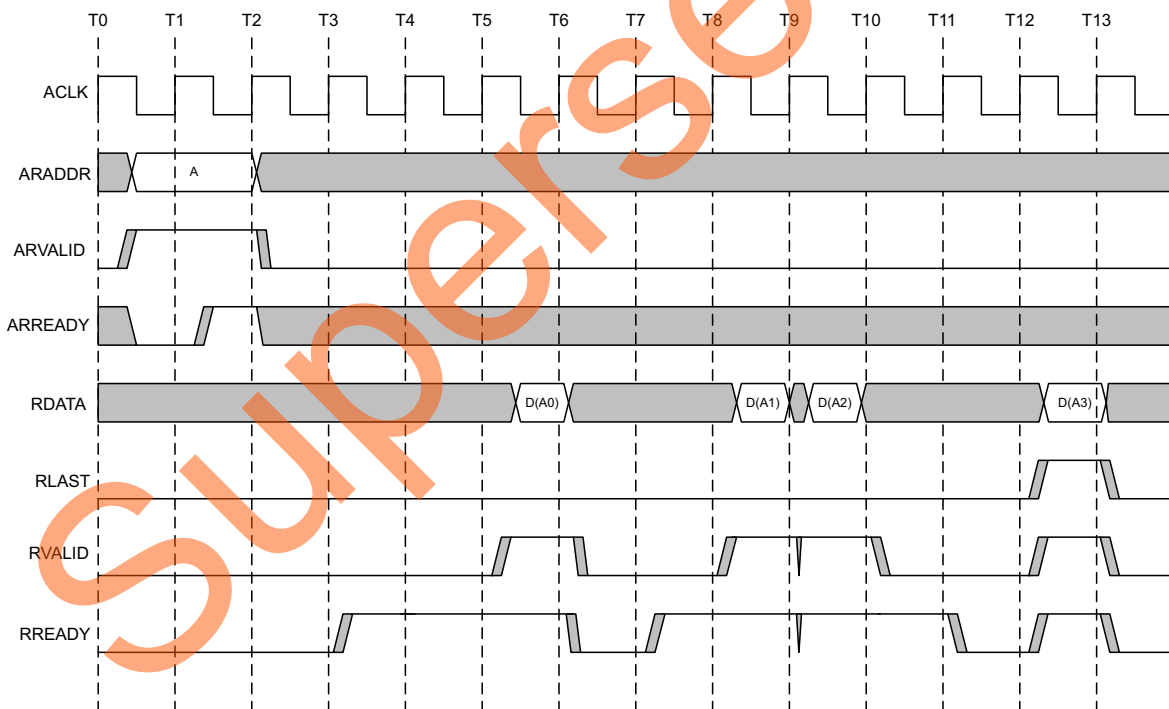 T0 T1 T2 T3 T4 T5 T6 T7 T8 T9 T10 T11 T12 T13
ACLK
ARADDR A
ARVALID
ARREADY
RDATA D(A0) D(A1) D(A2) D(A3)
RLAST
RVALID
RREADY
Superse